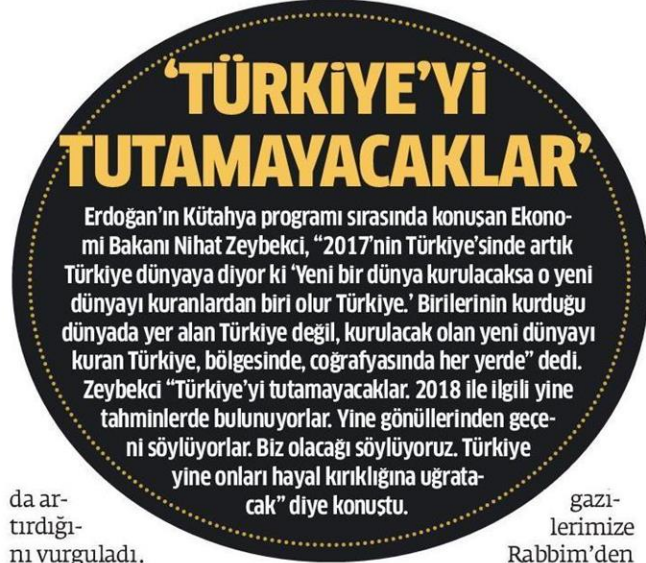 ‘TÜRKİYE’Yİ
TUTAMAYACAKLAR’
Erdoğan’ın Kütahya programı sırasında konuşan Ekono-
mi Bakanı Nihat Zeybekci, “2017’nin Türkiye’sinde artık
Türkiye dünyaya diyor ki ‘Yeni bir dünya kurulacaksa o yeni
dünyayı kuranlardan biri olur Türkiye.’ Birilerinin kurduğu
dünyada yer alan Türkiye değil, kurulacak olan yeni dünyayı
kuran Türkiye, bölgesinde, coğrafyasında her yerde” dedi.
Zeybekci “Türkiye’yi tutamayacaklar. 2018 ile ilgili yine
tahminlerde bulunuyorlar. Yine gönüllerinden geçe-
ni söylüyorlar. Biz olacağı söylüyoruz. Türkiye
yine onları hayal kırıklığına uğrata-
cak” diye konuştu.
da ar-
tırdığı-
nı vurguladı.
gazi-
lerimize
Rabbim’den